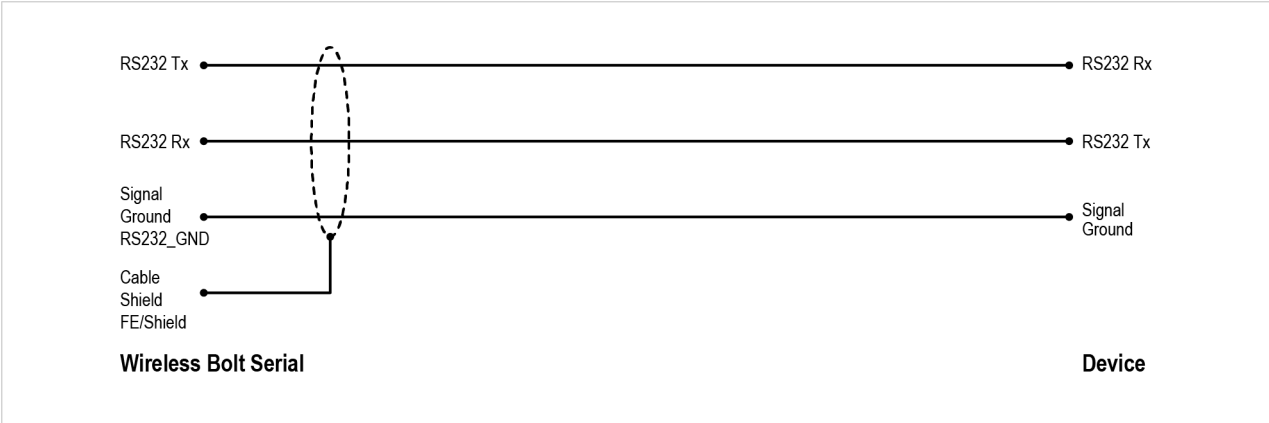 RS232 Tx
RS232 Rx
RS232 Rx
RS232 Tx
Signal
Ground
RS232_GND
Signal
Ground
Cable
Shield
FE/Shield
Wireless Bolt Serial
Device